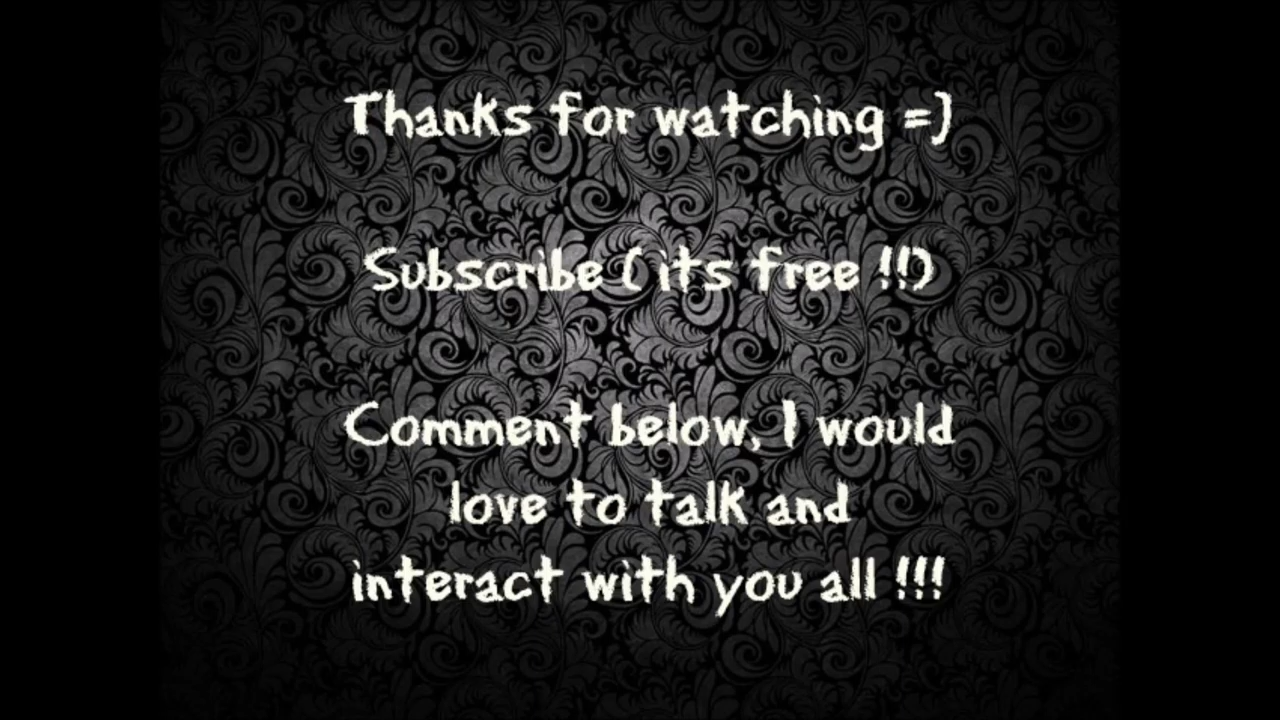 Thanks for watching =]
Subscribe ( its free !!)
Comment below, I would
love to talk and
interact with you all !!!